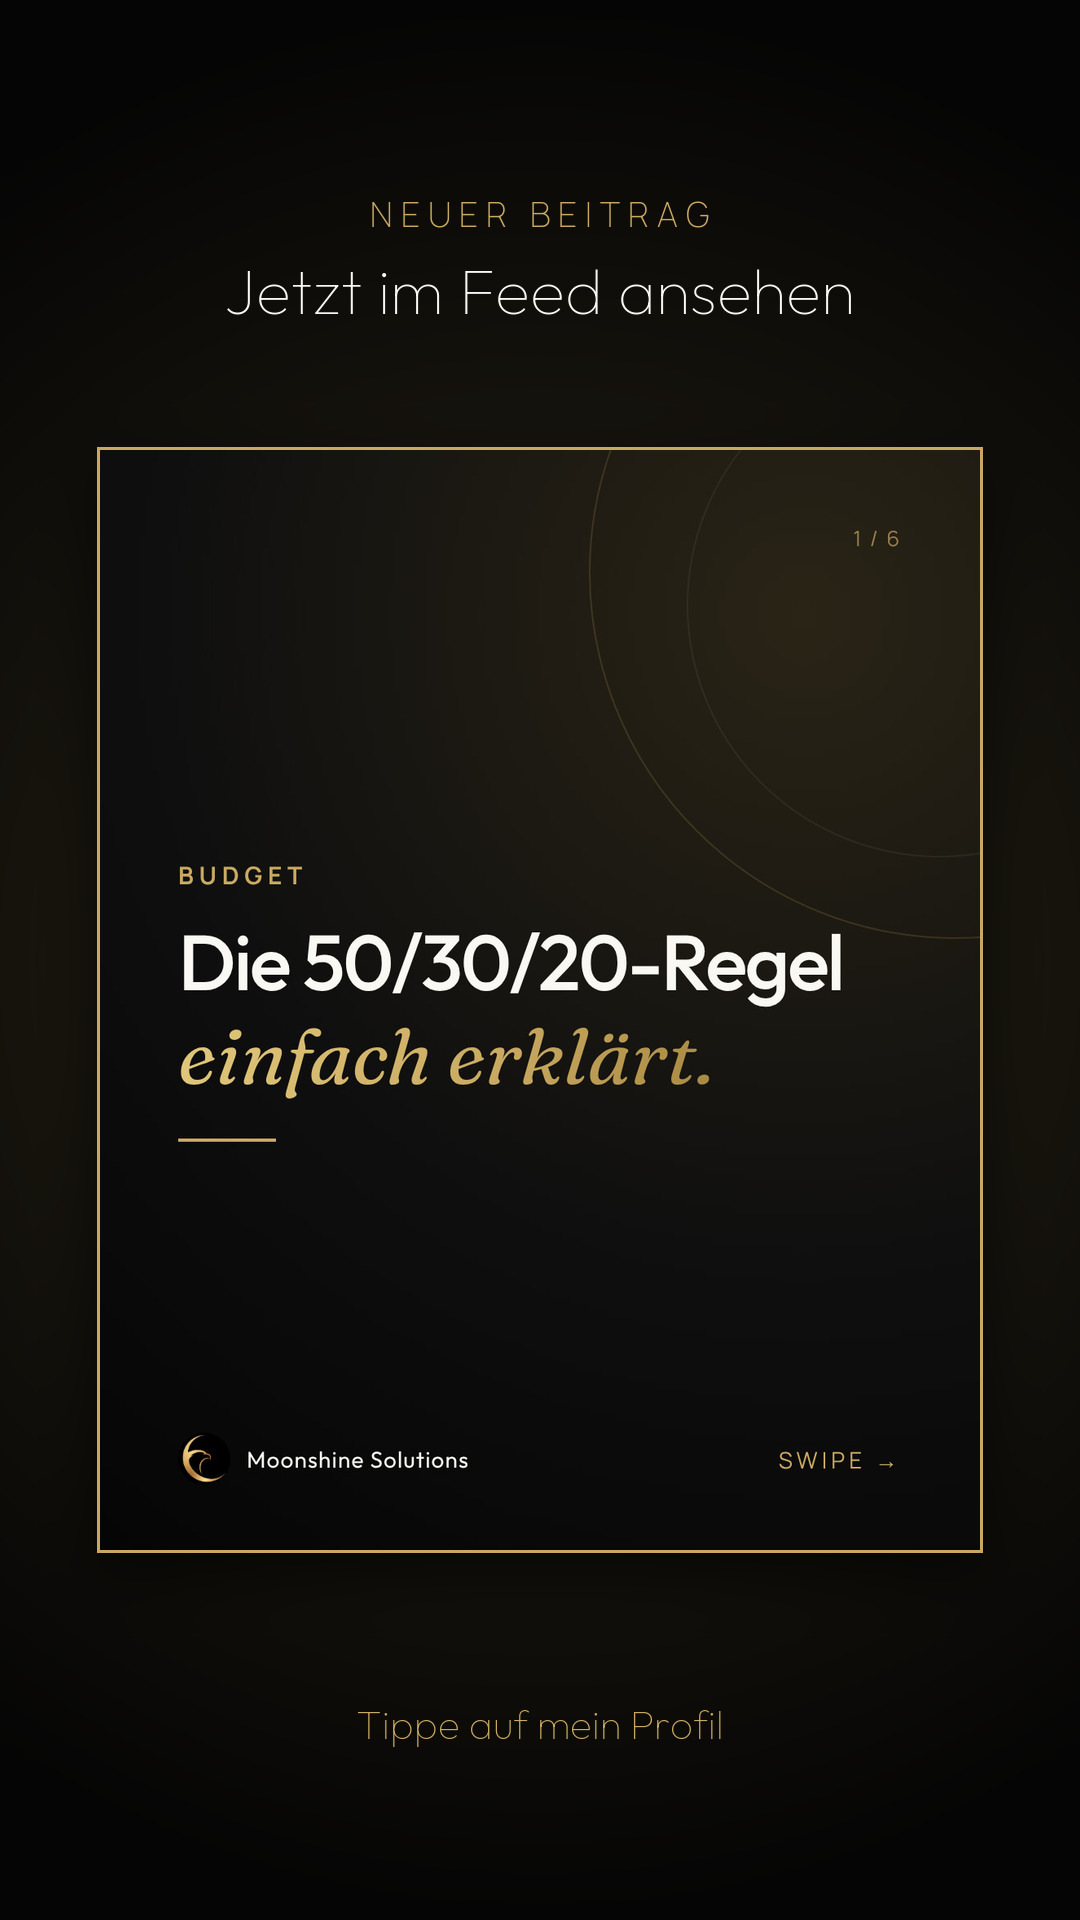 NEUER BEITRAG
Jetzt im Feed ansehen
1 / 6
BUDGET
Die 50/30/20-Regel
einfach erklärt.
Moonshine Solutions
SWIPE →
Tippe auf mein Profil